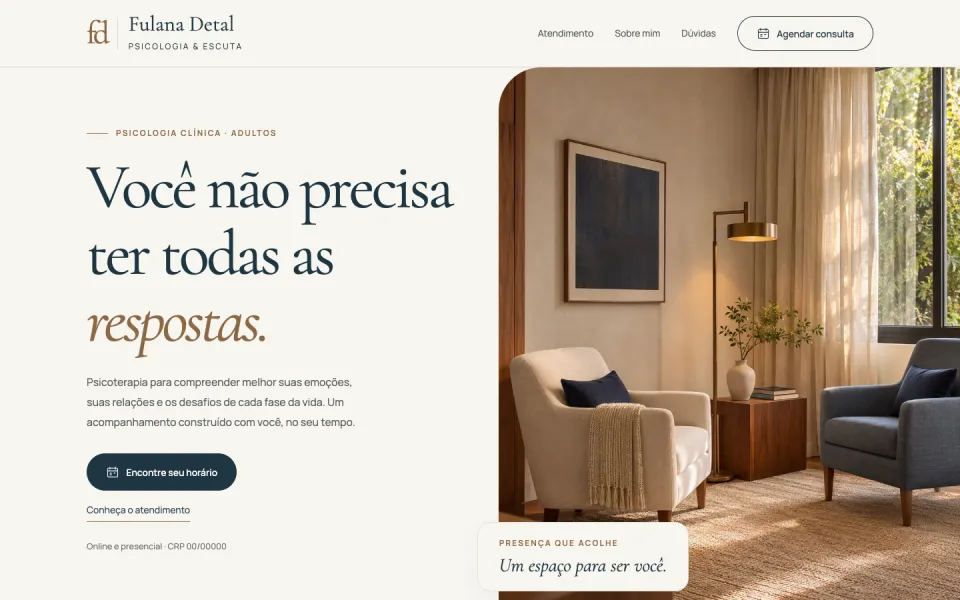 fd
Fulana Detal
PSICOLOGIA & ESCUTA
Atendimento
Sobre mim
Dúvidas
Agendar consulta
PSICOLOGIA CLÍNICA · ADULTOS
Você não precisa
ter todas as
respostas.
Psicoterapia para compreender melhor suas emoções,
suas relações e os desafios de cada fase da vida. Um
acompanhamento construído com você, no seu tempo.
Encontre seu horário
Conheça o atendimento
Online e presencial · CRP 00/00000
PRESENÇA QUE ACOLHE
Um espaço para ser você.